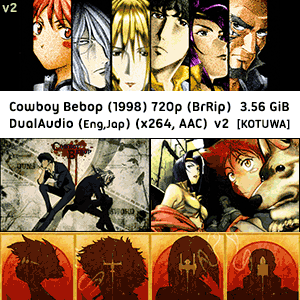 v2
Cowboy Bebop (1998) 720p (BrRip) 3.56 GiB
DualAudio (Eng,Jap) (x264, AAC) v2 [KOTUWA]